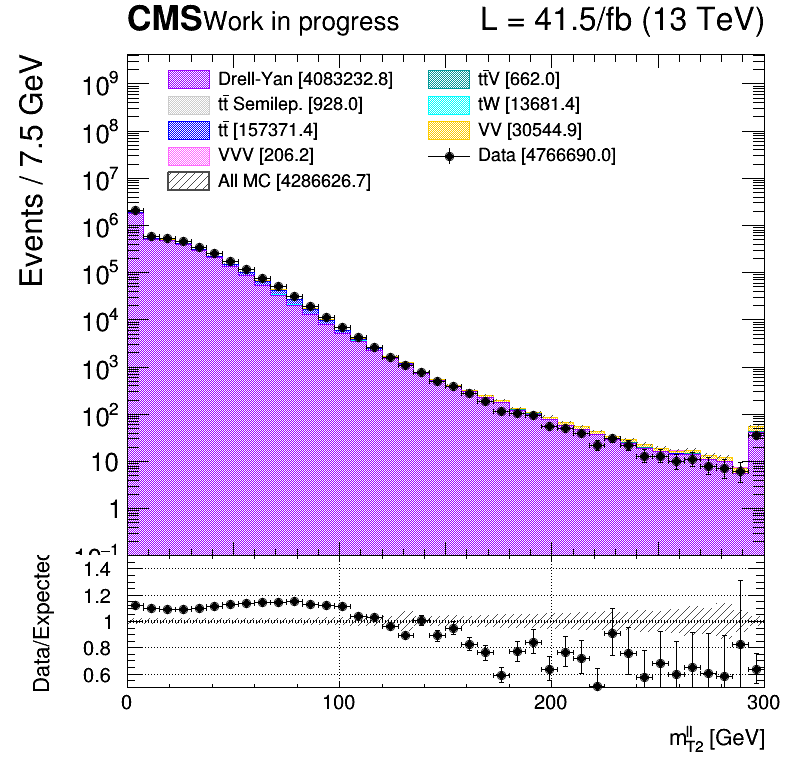 CMS Work in progress L = 41.5/fb (13 TeV)
Events / 7.5 GeV
Drell-Yan [4083232.8]
tt̄ Semilep. [928.0]
tt̄ [157371.4]
VVV [206.2]
All MC [4286626.7]
tt̄V [662.0]
tW [13681.4]
VV [30544.9]
Data [4766690.0]
10⁹
10⁸
10⁷
10⁶
10⁵
10⁴
10³
10²
10
1
10⁻¹
Data/Expected
1.4
1.2
1
0.8
0.6
0 100 200 300
m^ll_T2 [GeV]